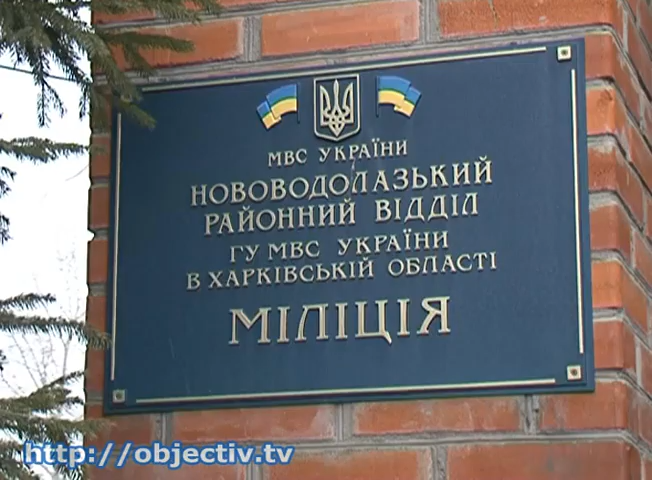 МВС УКРАЇНИ
НОВОВОДОЛАЗЬКИЙ
РАЙОННИЙ ВІДДІЛ
ГУ МВС УКРАЇНИ
В ХАРКІВСЬКІЙ ОБЛАСТІ
МІЛІЦІЯ
http://objectiv.tv